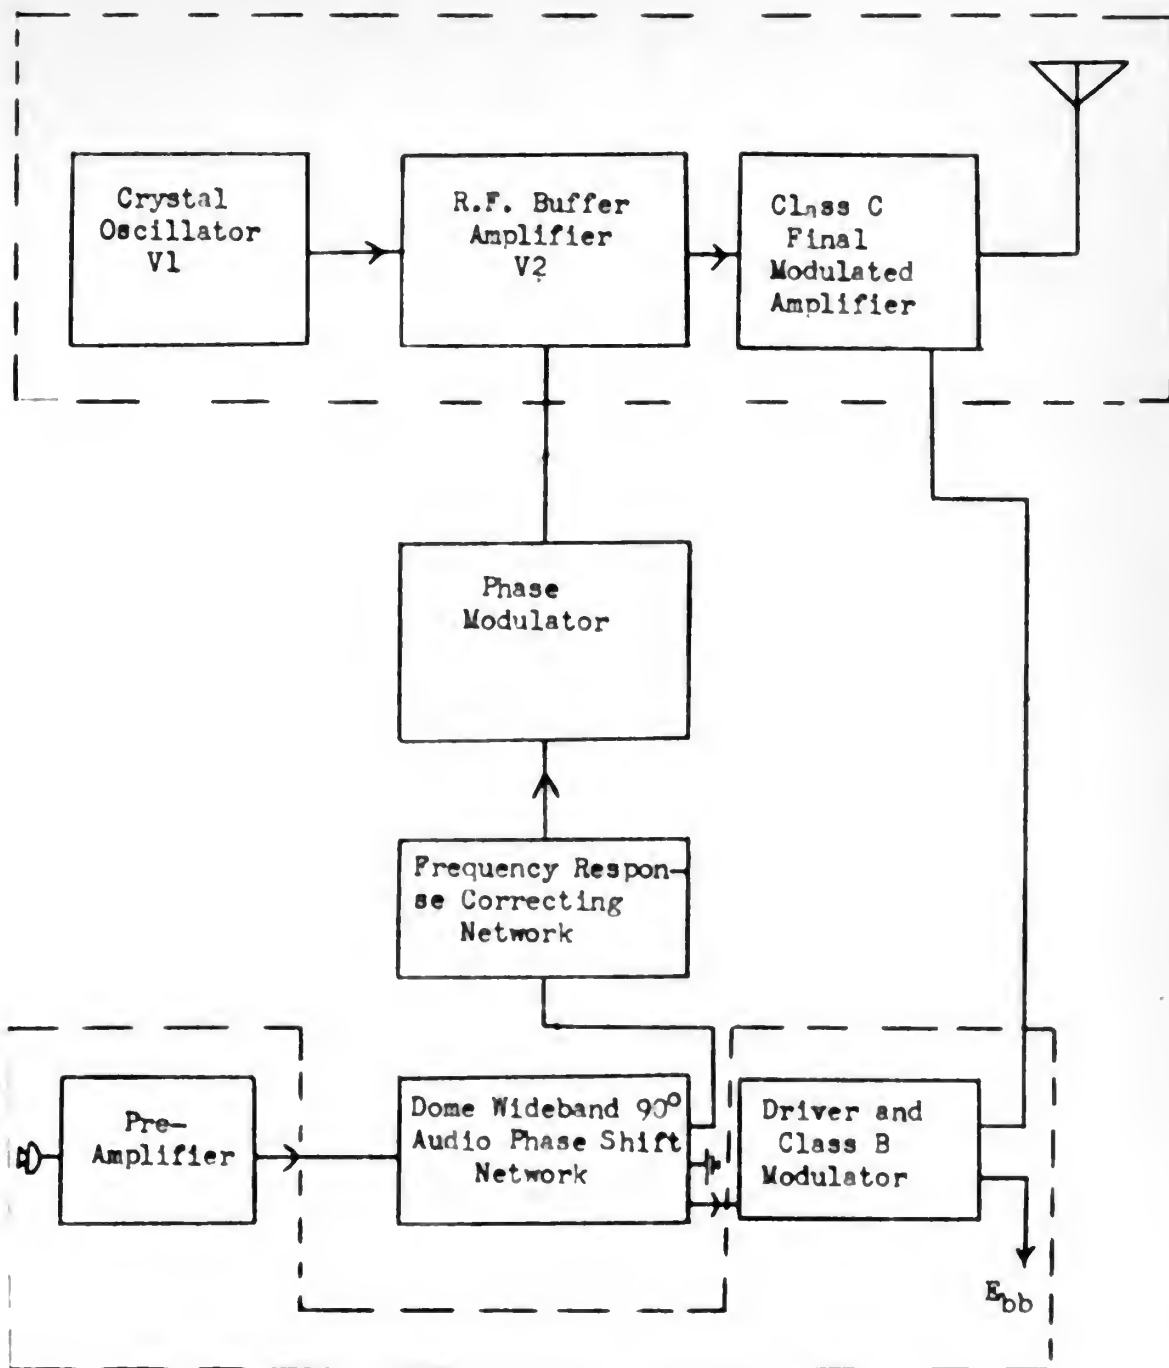 Crystal
Oscillator
V1
R.F. Buffer
Amplifier
V2
Class C
Final
Modulated
Amplifier
Phase
Modulator
Frequency Respon-
se Correcting
Network
Pre-
Amplifier
Dome Wideband 90°
Audio Phase Shift
Network
Driver and
Class B
Modulator
Ebb